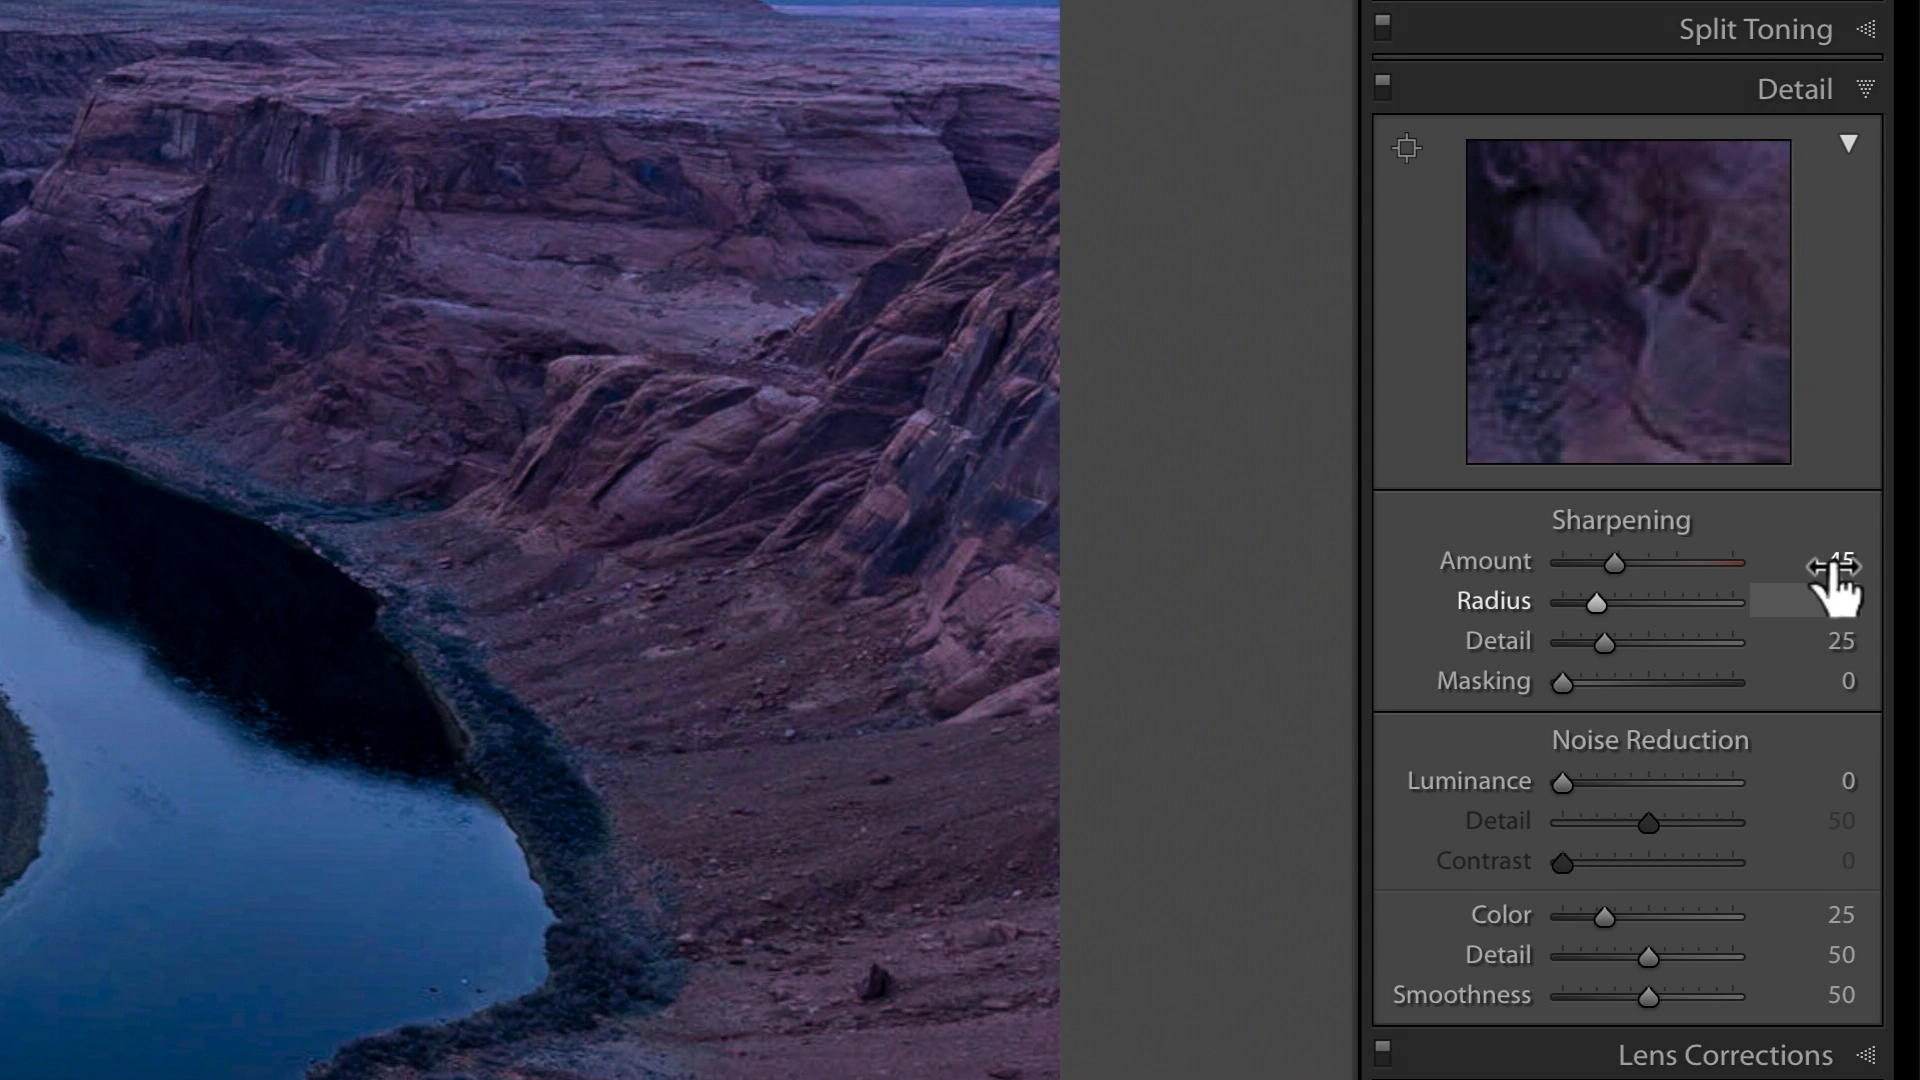 Split Toning
Detail
Sharpening
Amount 45
Radius
Detail 25
Masking 0
Noise Reduction
Luminance 0
Detail 50
Contrast 0
Color 25
Detail 50
Smoothness 50
Lens Corrections